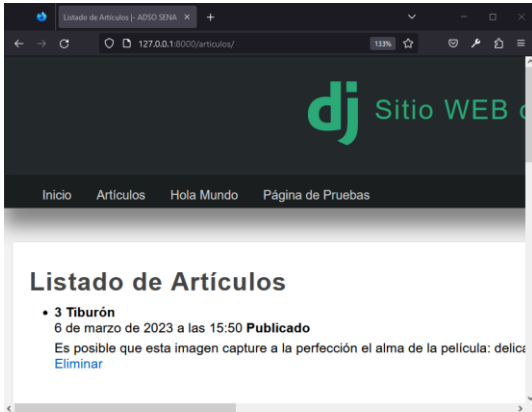 Listado de Artículos |- ADSO SENA
127.0.0.1:8000/articulos/
133%
dj Sitio WEB
Inicio Artículos Hola Mundo Página de Pruebas
Listado de Artículos
3 Tiburón
6 de marzo de 2023 a las 15:50 Publicado
Es posible que esta imagen capture a la perfección el alma de la película:
Eliminar